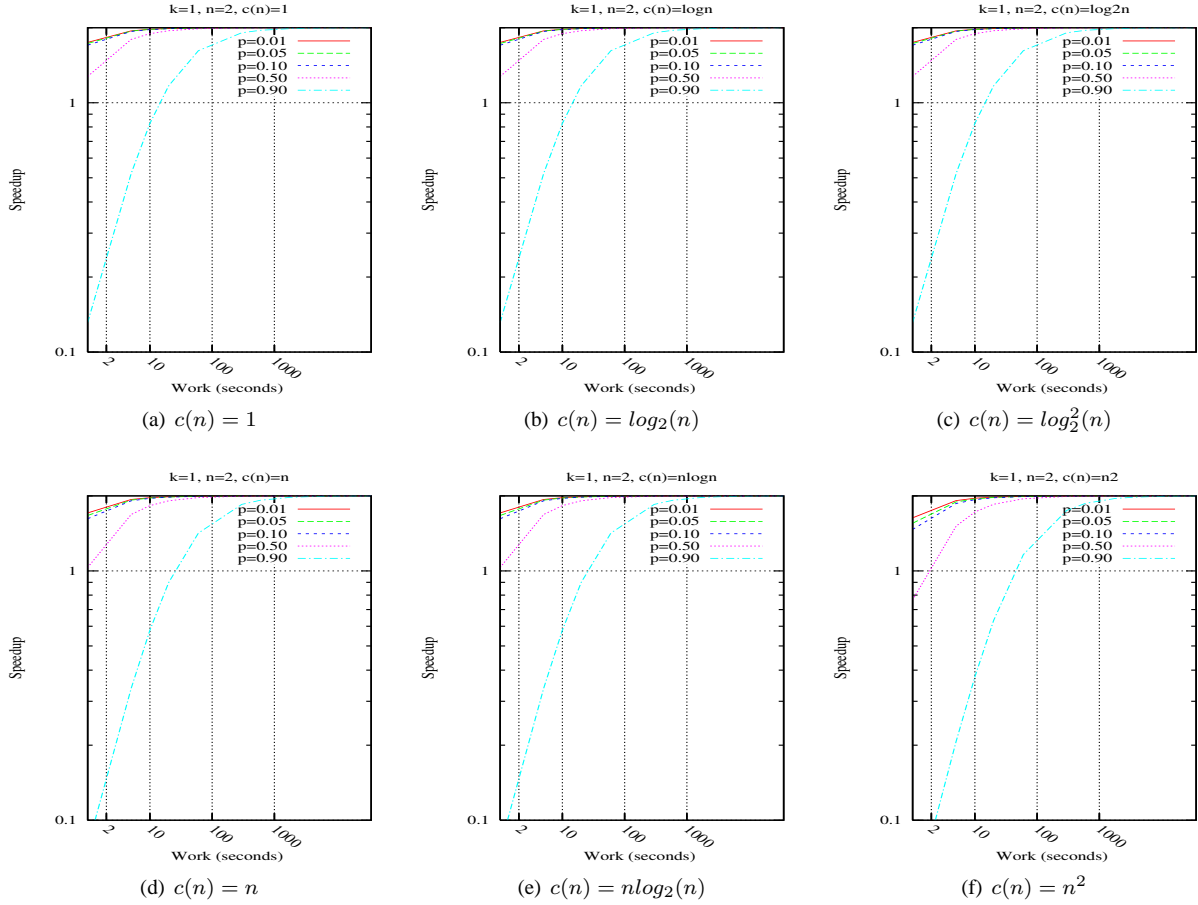 k=1, n=2, c(n)=1
p=0.01
p=0.05
p=0.10
p=0.50
p=0.90
1
0.1
Speedup
2
10
100
1000
Work (seconds)
(a) c(n) = 1
k=1, n=2, c(n)=logn
p=0.01
p=0.05
p=0.10
p=0.50
p=0.90
1
0.1
Speedup
2
10
100
1000
Work (seconds)
(b) c(n) = log₂(n)
k=1, n=2, c(n)=log2n
p=0.01
p=0.05
p=0.10
p=0.50
p=0.90
1
0.1
Speedup
2
10
100
1000
Work (seconds)
(c) c(n) = log₂²(n)
k=1, n=2, c(n)=n
p=0.01
p=0.05
p=0.10
p=0.50
p=0.90
1
0.1
Speedup
2
10
100
1000
Work (seconds)
(d) c(n) = n
k=1, n=2, c(n)=nlogn
p=0.01
p=0.05
p=0.10
p=0.50
p=0.90
1
0.1
Speedup
2
10
100
1000
Work (seconds)
(e) c(n) = nlog₂(n)
k=1, n=2, c(n)=n2
p=0.01
p=0.05
p=0.10
p=0.50
p=0.90
1
0.1
Speedup
2
10
100
1000
Work (seconds)
(f) c(n) = n²